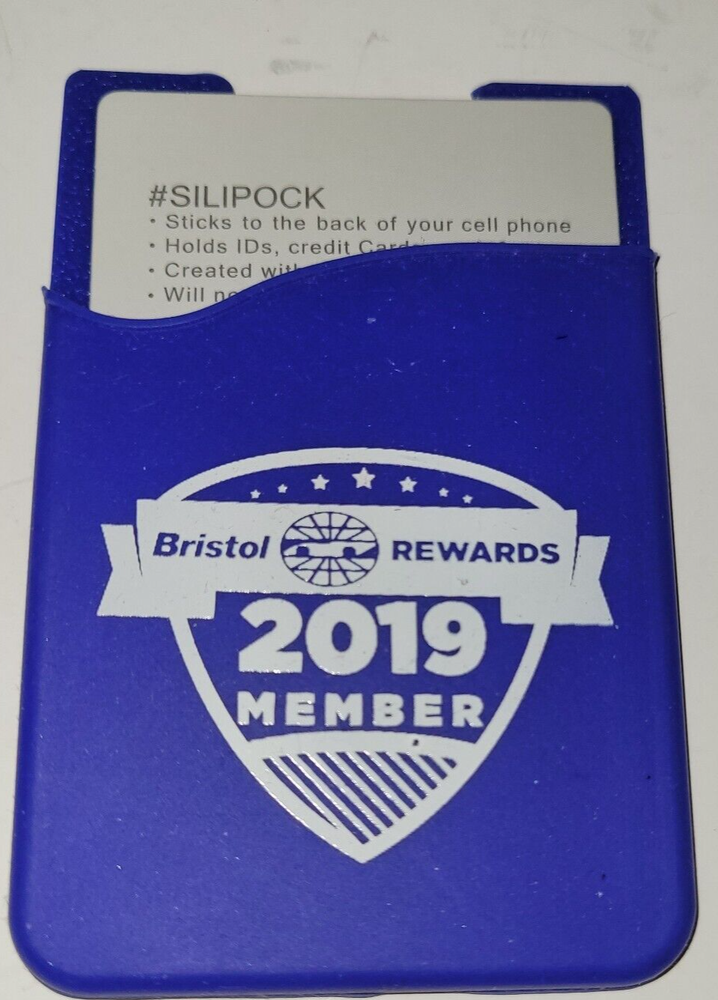 #SILIPOCK
• Sticks to the back of your cell phone
• Holds IDs, credit
• Created
• Will
Bristol REWARDS
2019
MEMBER